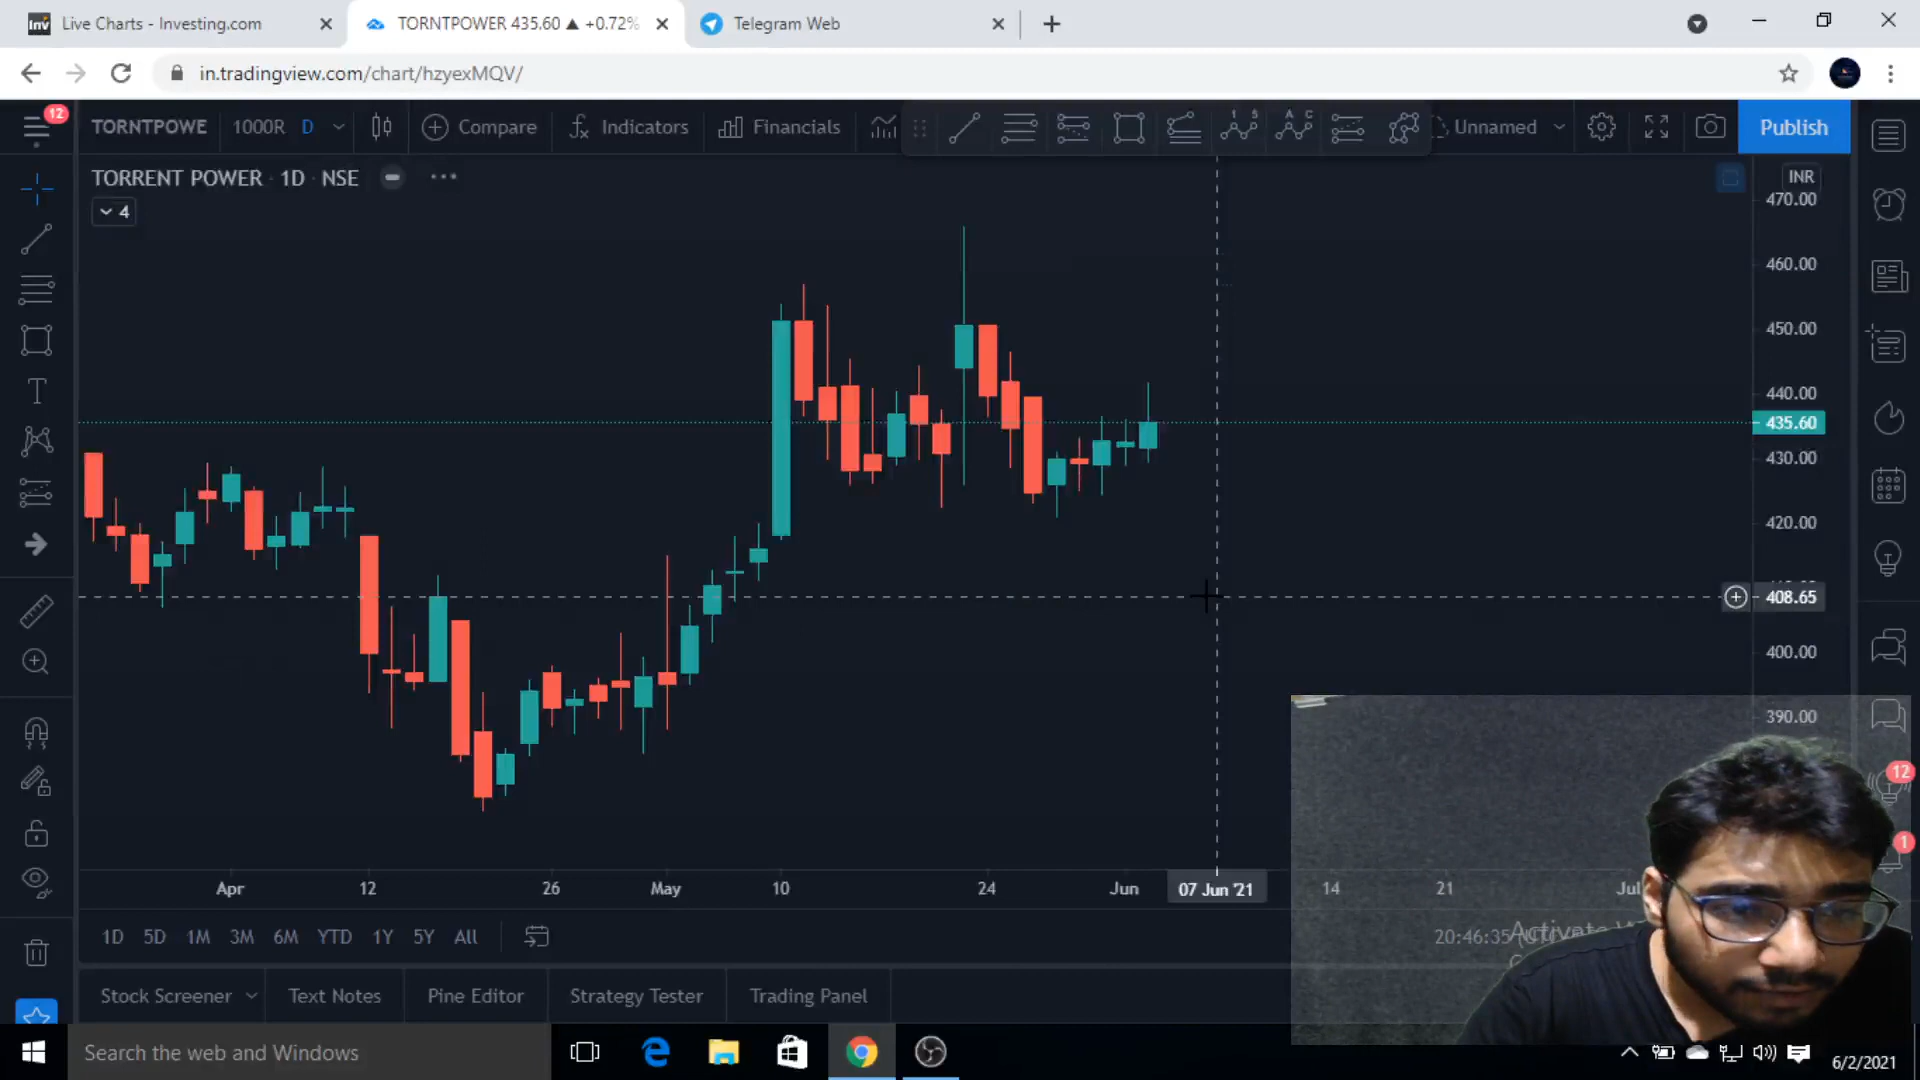 Live Charts - Investing.com
TORNTPOWER 435.60 ▲ +0.72%
Telegram Web
in.tradingview.com/chart/hzyexMQV/
12
TORNTPOWE
1000R
D
Compare
Indicators
Financials
Unnamed
Publish
TORRENT POWER · 1D · NSE
4
INR
470.00
460.00
450.00
440.00
435.60
430.00
420.00
408.65
400.00
390.00
12
1
Apr
12
26
May
10
24
Jun
07 Jun '21
14
21
Jul
1D
5D
1M
3M
6M
YTD
1Y
5Y
All
20:46:35
Activate
Stock Screener
Text Notes
Pine Editor
Strategy Tester
Trading Panel
Search the web and Windows
6/2/2021